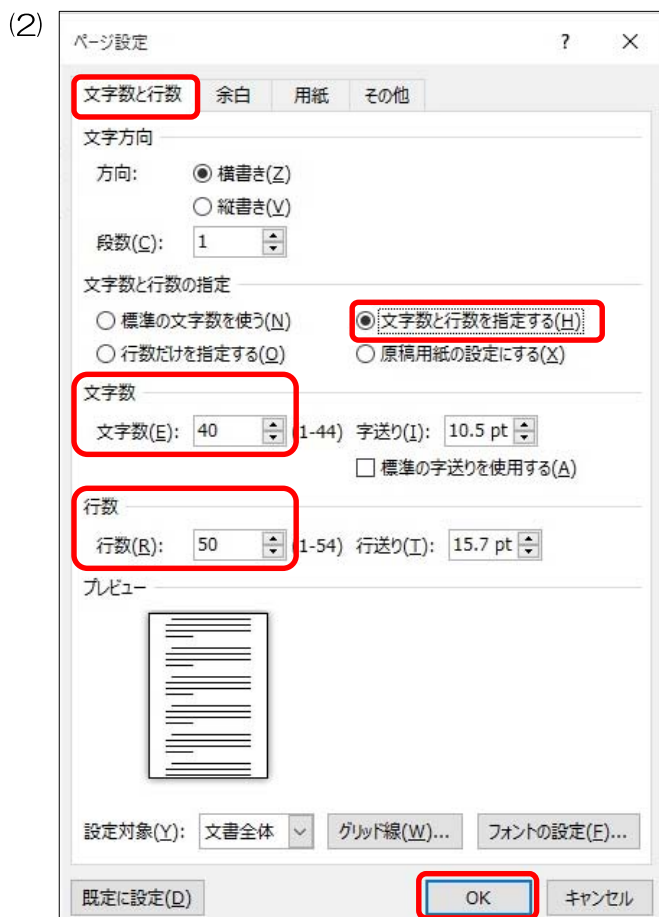 (2)
ページ設定 ? ×
文字数と行数 余白 用紙 その他
文字方向
方向: 横書き(Z)
縦書き(V)
段数(C): 1
文字数と行数の指定
標準の文字数を使う(N) 文字数と行数を指定する(H)
行数だけを指定する(O) 原稿用紙の設定にする(X)
文字数
文字数(E): 40 (1-44) 字送り(I): 10.5 pt
標準の字送りを使用する(A)
行数
行数(R): 50 (1-54) 行送り(T): 15.7 pt
プレビュー
設定対象(Y): 文書全体 グリッド線(W)... フォントの設定(F)...
既定に設定(D) OK キャンセル